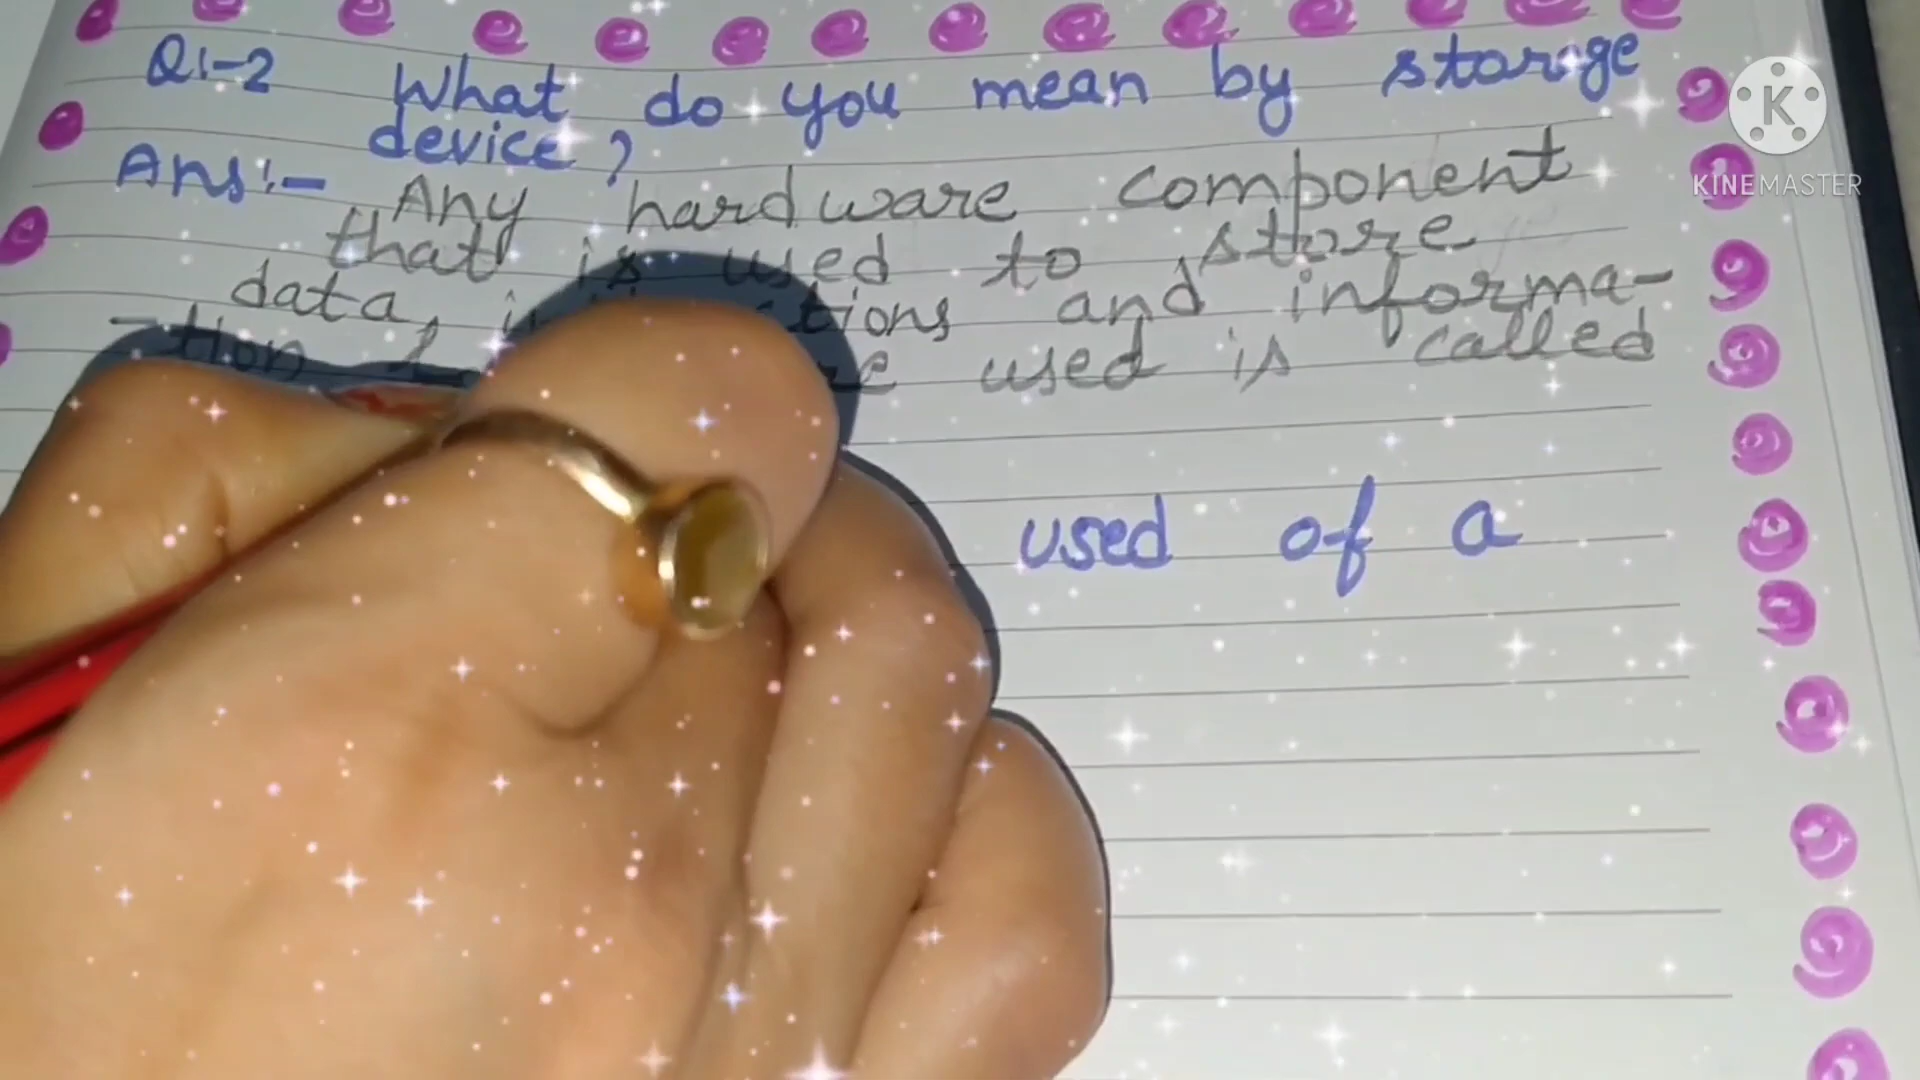 Q1-2 What do you mean by storage
device?
Ans:- Any hardware component
that is used to store
data, and informa-
-tion used is called
used of a
K
KINEMASTER